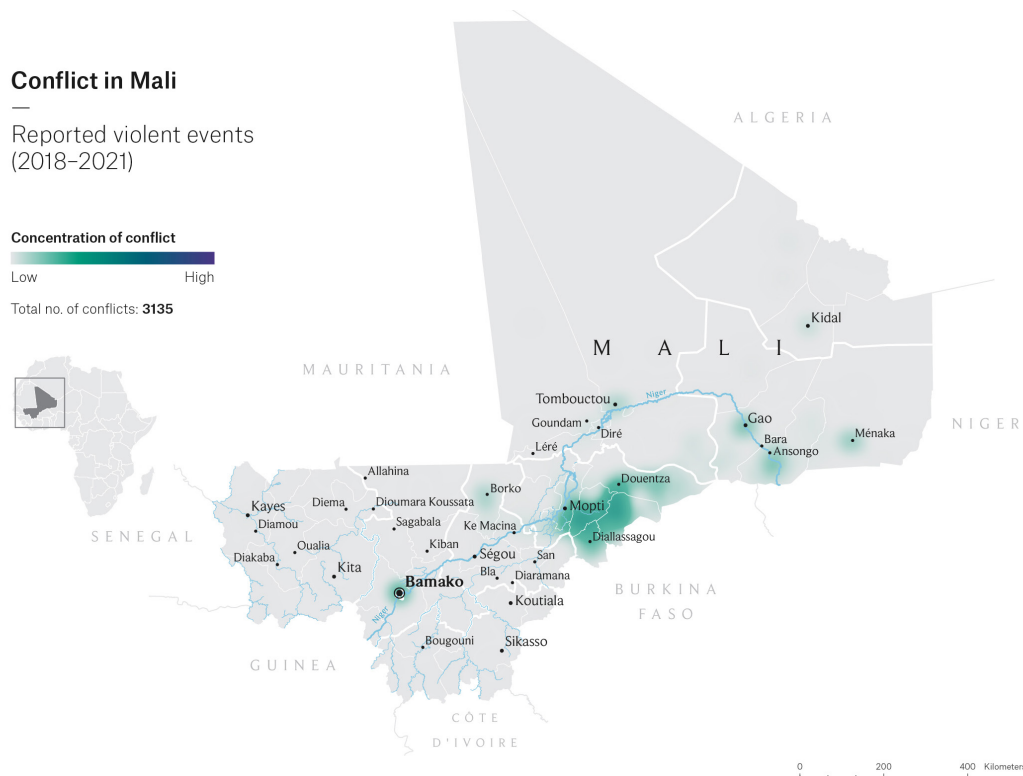 Conflict in Mali
Reported violent events
(2018–2021)
Concentration of conflict
Low High
Total no. of conflicts: 3135
ALGERIA
Kidal
MALI
MAURITANIA
Tombouctou
Niger
Goundam
Diré
Gao
Bara
Ansongo
Ménaka
NIGER
Léré
Allahina
Douentza
Borko
Kayes
Diema
Dioumara Koussata
Mopti
Diamou
Sagabala
Ke Macina
SENEGAL
Diallassagou
Oualia
Kiban
Diakaba
Ségou
San
Kita
Bla
Diaramana
Bamako
BURKINA
FASO
Koutiala
Niger
Bougouni
Sikasso
GUINEA
CÔTE
D'IVOIRE
0 200 400 Kilometers